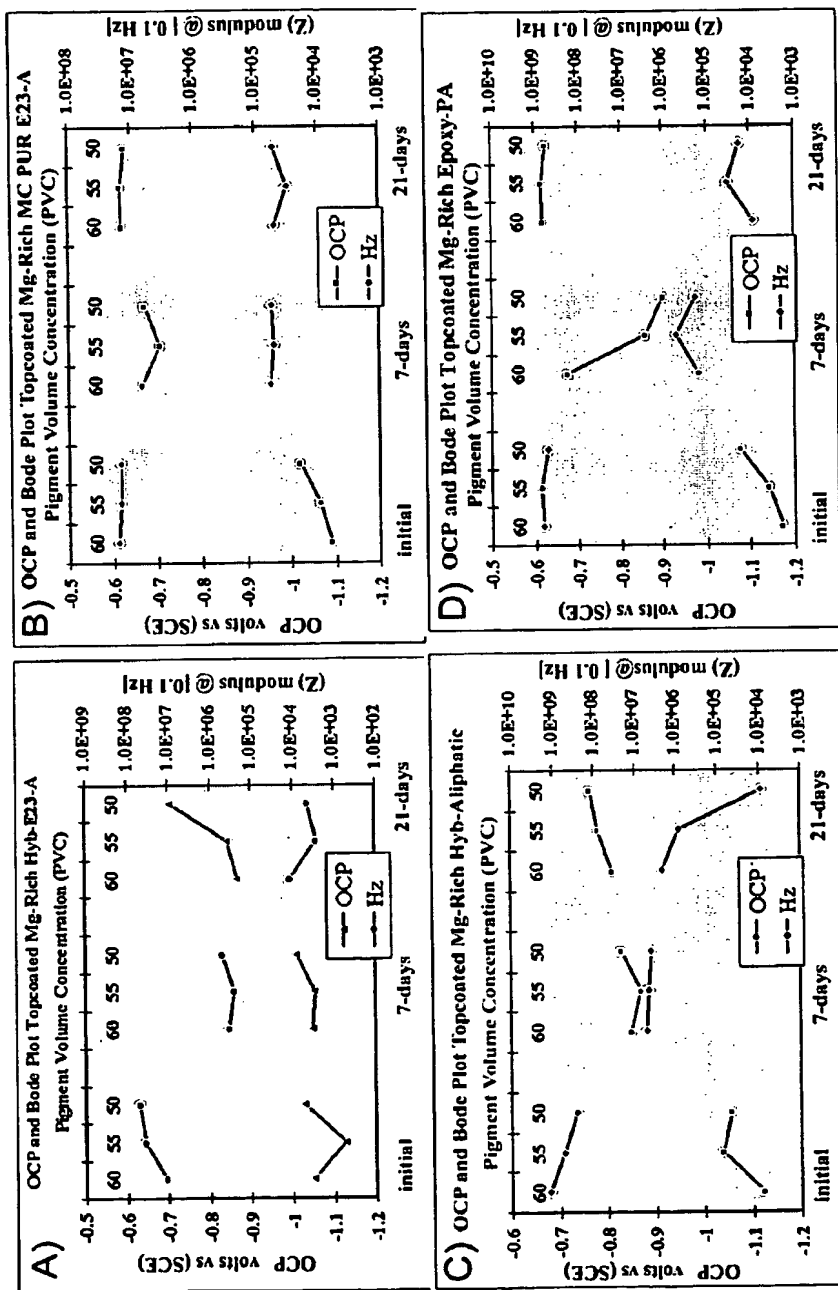 A) OCP and Bode Plot Topcoated Mg-Rich Hyb-E23-A
Pigment Volume Concentration (PVC)
60 55 50 60 55 50 60 55 50
-0.5
-0.6
-0.7
-0.8
-0.9
-1
-1.1
-1.2
OCP volts vs (SCE)
1.0E+09
1.0E+08
1.0E+07
1.0E+06
1.0E+05
1.0E+04
1.0E+03
1.0E+02
(Z) modulus @ |0.1 Hz|
OCP
Hz
initial 7-days 21-days
B) OCP and Bode Plot Topcoated Mg-Rich MC PUR E23-A
Pigment Volume Concentration (PVC)
60 55 50 60 55 50 60 55 50
-0.5
-0.6
-0.7
-0.8
-0.9
-1
-1.1
-1.2
OCP volts vs (SCE)
1.0E+08
1.0E+07
1.0E+06
1.0E+05
1.0E+04
1.0E+03
(Z) modulus @ | 0.1 Hz|
OCP
Hz
initial 7-days 21-days
C) OCP and Bode Plot Topcoated Mg-Rich Hyb-Aliphatic
Pigment Volume Concentration (PVC)
60 55 50 60 55 50 60 55 50
-0.6
-0.7
-0.8
-0.9
-1
-1.1
-1.2
OCP volts vs (SCE)
1.0E+10
1.0E+09
1.0E+08
1.0E+07
1.0E+06
1.0E+05
1.0E+04
1.0E+03
(Z) modulus @ | 0.1 Hz|
OCP
Hz
initial 7-days 21-days
D) OCP and Bode Plot Topcoated Mg-Rich Epoxy-PA
Pigment Volume Concentration (PVC)
60 55 50 60 55 50 60 55 50
-0.5
-0.6
-0.7
-0.8
-0.9
-1
-1.1
-1.2
OCP volts vs (SCE)
1.0E+10
1.0E+09
1.0E+08
1.0E+07
1.0E+06
1.0E+05
1.0E+04
1.0E+03
(Z) modulus @ | 0.1 Hz|
OCP
Hz
initial 7-days 21-days